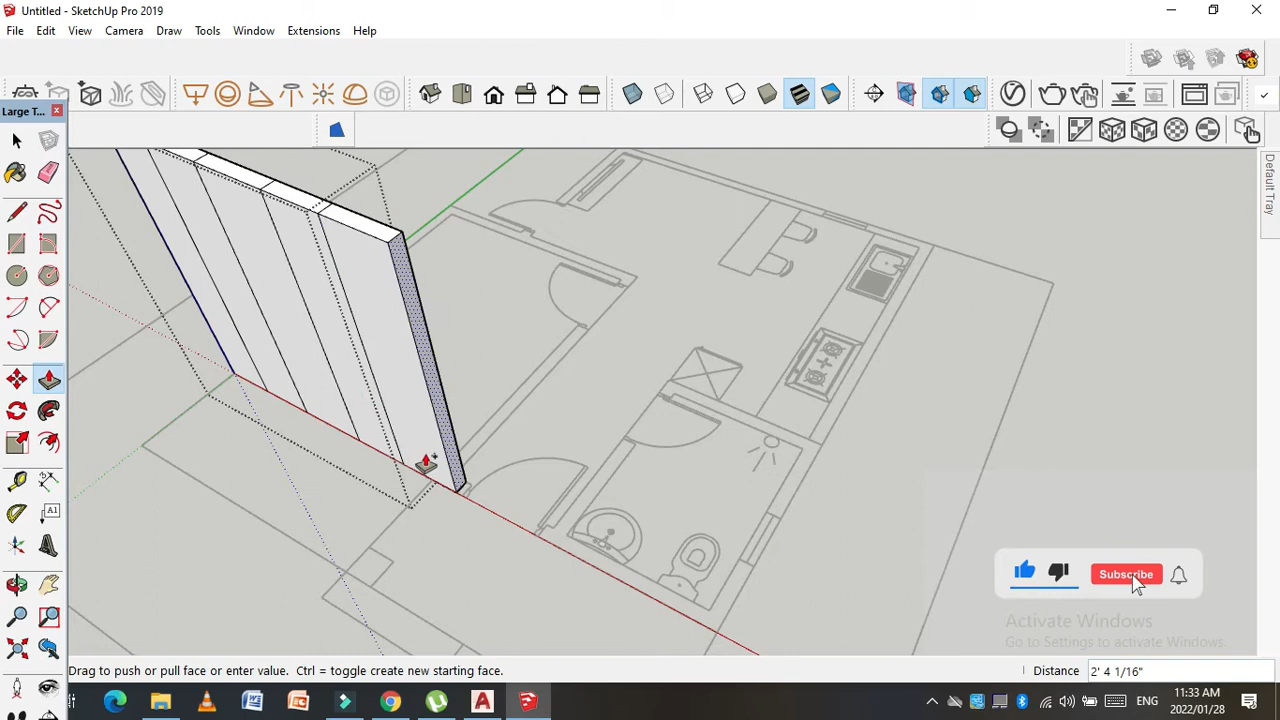 Untitled - SketchUp Pro 2019
File Edit View Camera Draw Tools Window Extensions Help
Large T...
Default Tray
A1
Subscribe
Activate Windows
Go to Settings to activate Windows.
Drag to push or pull face or enter value. Ctrl = toggle create new starting face.
Distance 2' 4 1/16"
ENG
11:33 AM
2022/01/28